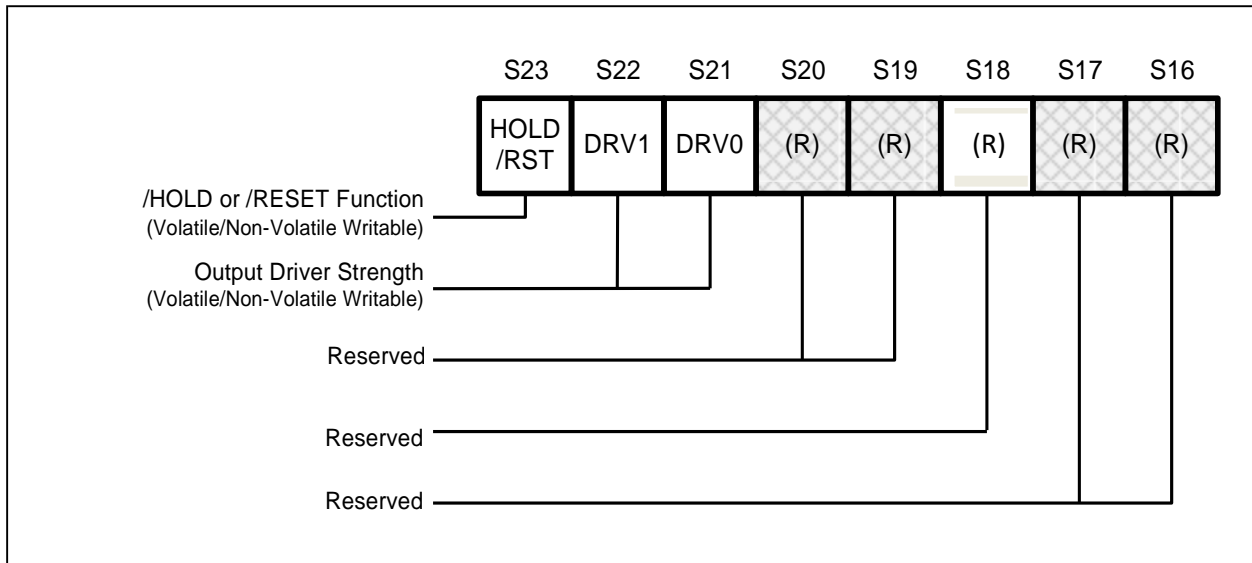 S23 S22 S21 S20 S19 S18 S17 S16
HOLD
/RST DRV1 DRV0 (R) (R) (R) (R) (R)
/HOLD or /RESET Function
(Volatile/Non-Volatile Writable)
Output Driver Strength
(Volatile/Non-Volatile Writable)
Reserved
Reserved
Reserved